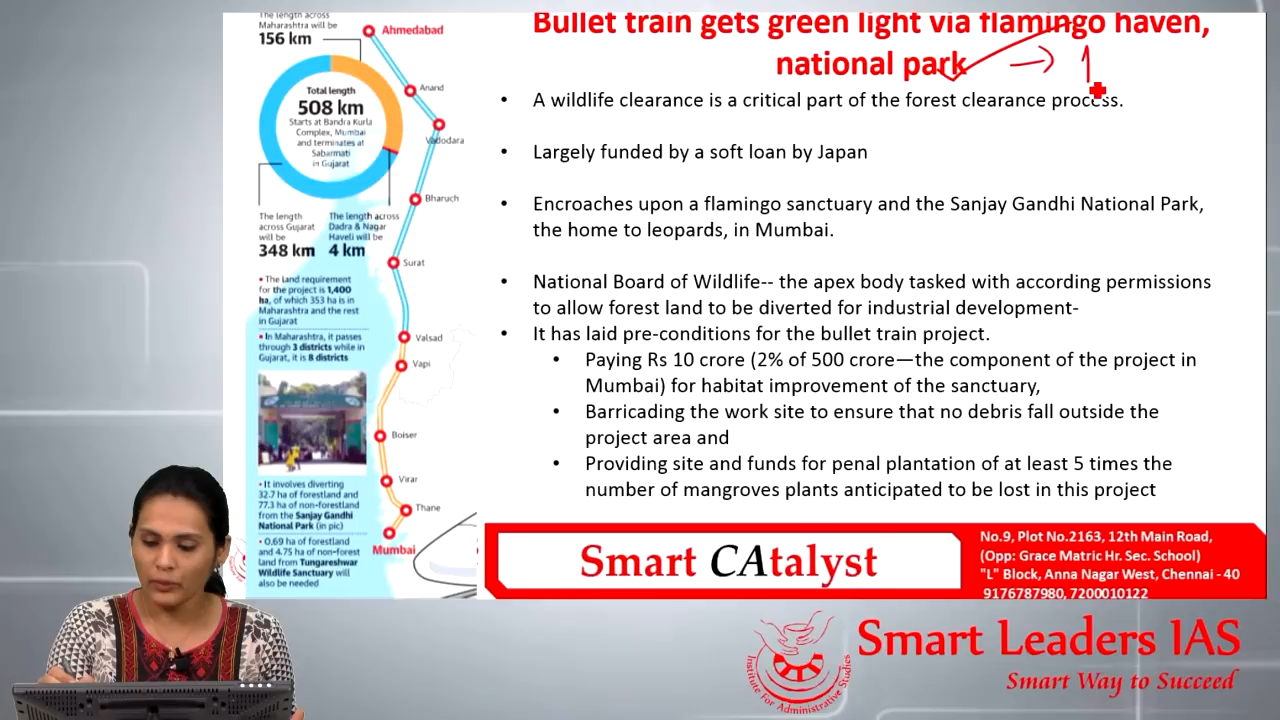 The length across
Maharashtra will be
156 km
Ahmedabad
Total length
508 km
Starts at Bandra Kurla
Complex, Mumbai
and terminates at
Sabarmati
in Gujarat
Anand
Vadodara
Bharuch
The length
across Gujarat
will be
348 km
The length across
Dadra & Nagar
Haveli will be
4 km
Surat
• The land requirement
for the project is 1,400
ha, of which 353 ha is in
Maharashtra and the rest
in Gujarat
• In Maharashtra, it passes
through 3 districts while in
Gujarat, it is 8 districts
Valsad
Vapi
Boiser
Virar
Thane
Mumbai
• It involves diverting
32.7 ha of forestland and
77.3 ha of non-forestland
from the Sanjay Gandhi
National Park (in pic)
• 0.69 ha of forestland
and 4.75 ha of non-forest
land from Tungareshwar
Wildlife Sanctuary will
also be needed
Bullet train gets green light via flamingo haven,
national park
• A wildlife clearance is a critical part of the forest clearance process.
• Largely funded by a soft loan by Japan
• Encroaches upon a flamingo sanctuary and the Sanjay Gandhi National Park,
the home to leopards, in Mumbai.
• National Board of Wildlife-- the apex body tasked with according permissions
to allow forest land to be diverted for industrial development-
• It has laid pre-conditions for the bullet train project.
• Paying Rs 10 crore (2% of 500 crore—the component of the project in
Mumbai) for habitat improvement of the sanctuary,
• Barricading the work site to ensure that no debris fall outside the
project area and
• Providing site and funds for penal plantation of at least 5 times the
number of mangroves plants anticipated to be lost in this project
Smart CAtalyst
No.9, Plot No.2163, 12th Main Road,
(Opp: Grace Matric Hr. Sec. School)
"L" Block, Anna Nagar West, Chennai - 40
9176787980, 7200010122
Institute For Administrative Studies
Smart Leaders IAS
Smart Way to Succeed